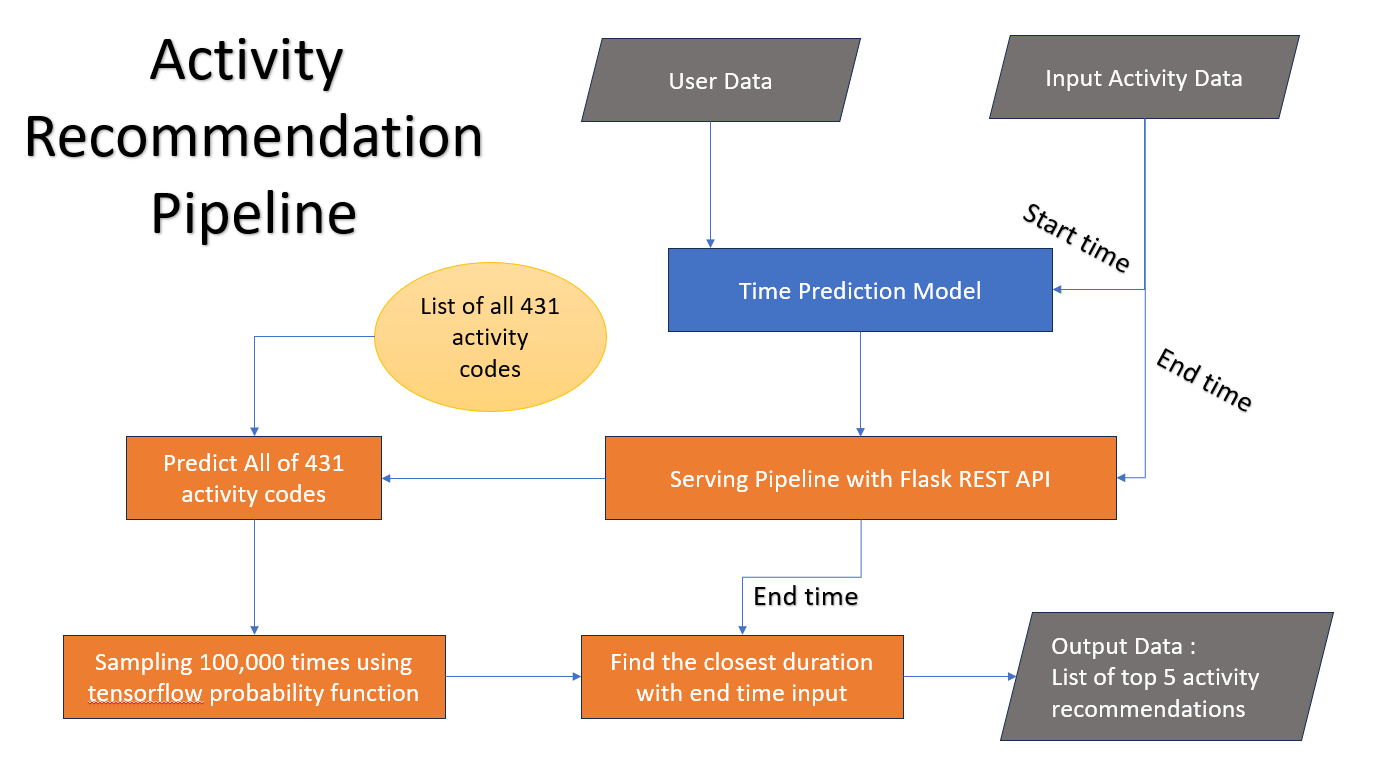 Activity
Recommendation
Pipeline
User Data
Input Activity Data
Start time
Time Prediction Model
List of all 431
activity
codes
End time
Predict All of 431
activity codes
Serving Pipeline with Flask REST API
End time
Sampling 100,000 times using
tensorflow probability function
Find the closest duration
with end time input
Output Data :
List of top 5 activity
recommendations